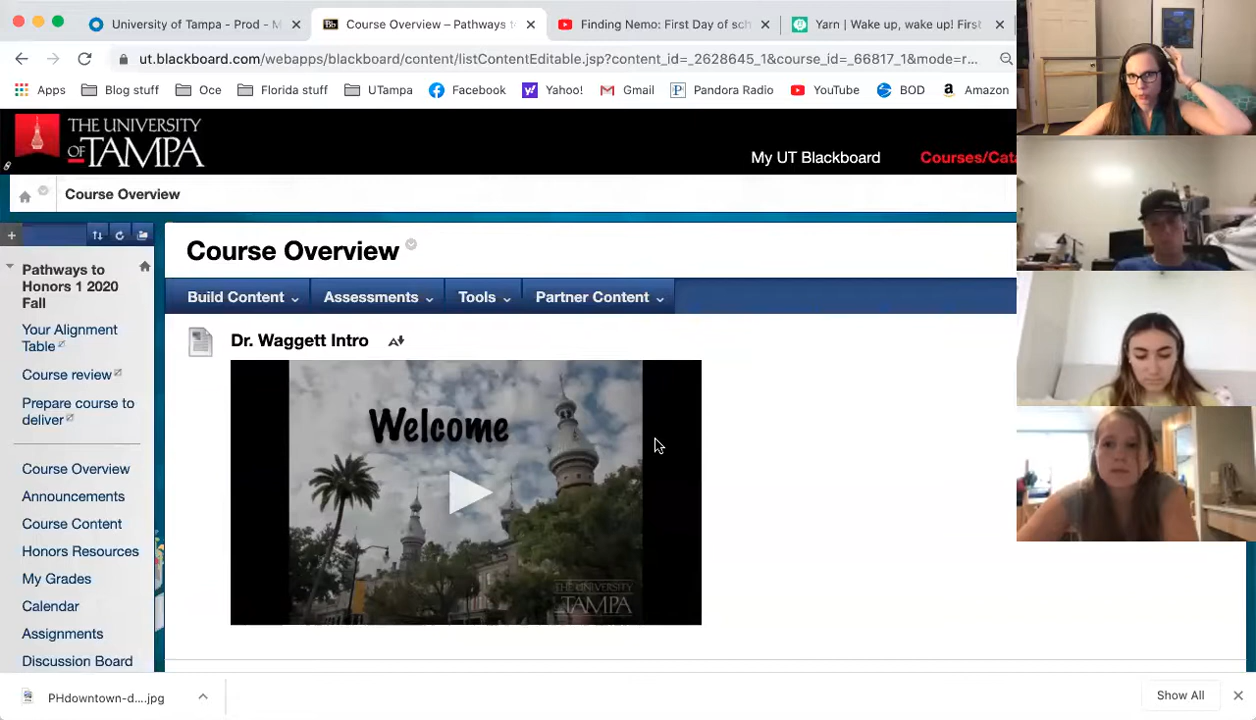 University of Tampa - Prod - M
Course Overview – Pathways to
Finding Nemo: First Day of sch
Yarn | Wake up, wake up! First
ut.blackboard.com/webapps/blackboard/content/listContentEditable.jsp?content_id=_2628645_1&course_id=_66817_1&mode=r...
Apps Blog stuff Oce Florida stuff UTampa Facebook Yahoo! Gmail Pandora Radio YouTube BOD Amazon
THE UNIVERSITY
OF TAMPA
My UT Blackboard Courses/Cata
Course Overview
Course Overview
Build Content Assessments Tools Partner Content
Pathways to
Honors 1 2020
Fall
Your Alignment
Table
Course review
Prepare course to
deliver
Course Overview
Announcements
Course Content
Honors Resources
My Grades
Calendar
Assignments
Discussion Board
Dr. Waggett Intro
Welcome
THE UNIVERSITY
OF TAMPA
PHdowntown-d....jpg
Show All